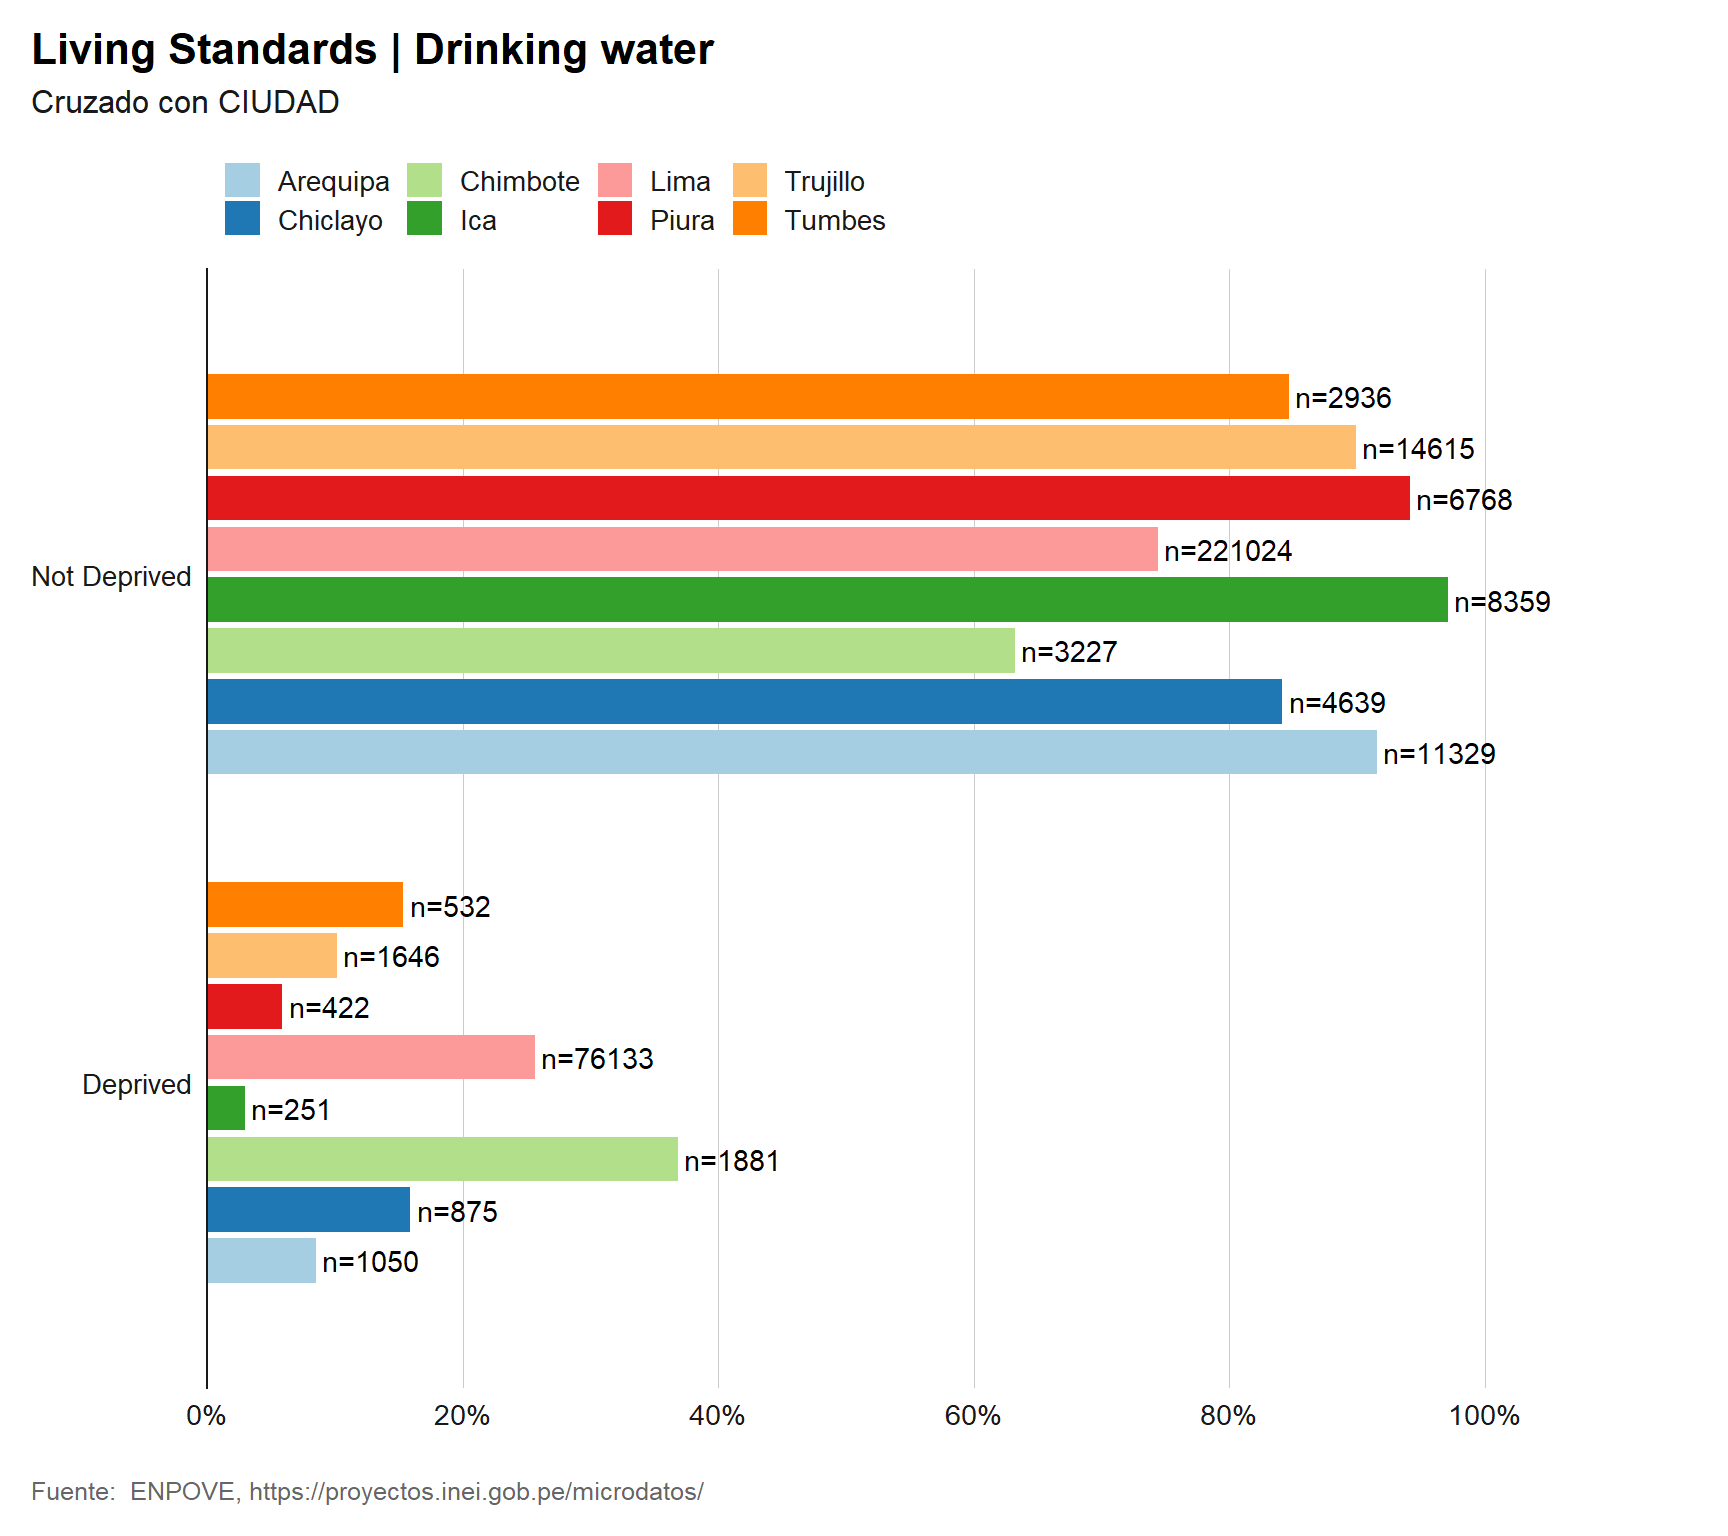 Living Standards | Drinking water
Cruzado con CIUDAD
Arequipa Chimbote Lima Trujillo
Chiclayo Ica Piura Tumbes
n=2936
n=14615
n=6768
n=221024
Not Deprived
n=8359
n=3227
n=4639
n=11329
n=532
n=1646
n=422
n=76133
Deprived
n=251
n=1881
n=875
n=1050
0% 20% 40% 60% 80% 100%
Fuente:  ENPOVE, https://proyectos.inei.gob.pe/microdatos/